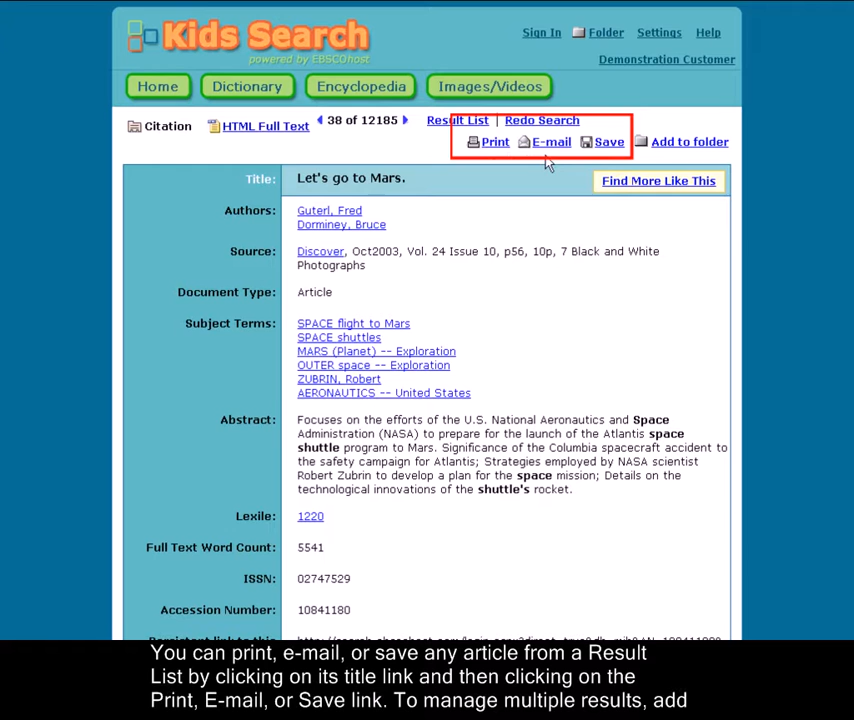 Kids Search
powered by EBSCOhost
Sign In Folder Settings Help
Demonstration Customer
Home Dictionary Encyclopedia Images/Videos
Citation HTML Full Text 38 of 12185 Result List | Redo Search
Print E-mail Save Add to folder
Title: Let's go to Mars. Find More Like This
Authors: Guterl, Fred
Dorminey, Bruce
Source: Discover, Oct2003, Vol. 24 Issue 10, p56, 10p, 7 Black and White
Photographs
Document Type: Article
Subject Terms: SPACE flight to Mars
SPACE shuttles
MARS (Planet) -- Exploration
OUTER space -- Exploration
ZUBRIN, Robert
AERONAUTICS -- United States
Abstract: Focuses on the efforts of the U.S. National Aeronautics and Space
Administration (NASA) to prepare for the launch of the Atlantis space
shuttle program to Mars. Significance of the Columbia spacecraft accident to
the safety campaign for Atlantis; Strategies employed by NASA scientist
Robert Zubrin to develop a plan for the space mission; Details on the
technological innovations of the shuttle's rocket.
Lexile: 1220
Full Text Word Count: 5541
ISSN: 02747529
Accession Number: 10841180
Persistent link to this
You can print, e-mail, or save any article from a Result
List by clicking on its title link and then clicking on the
Print, E-mail, or Save link. To manage multiple results, add